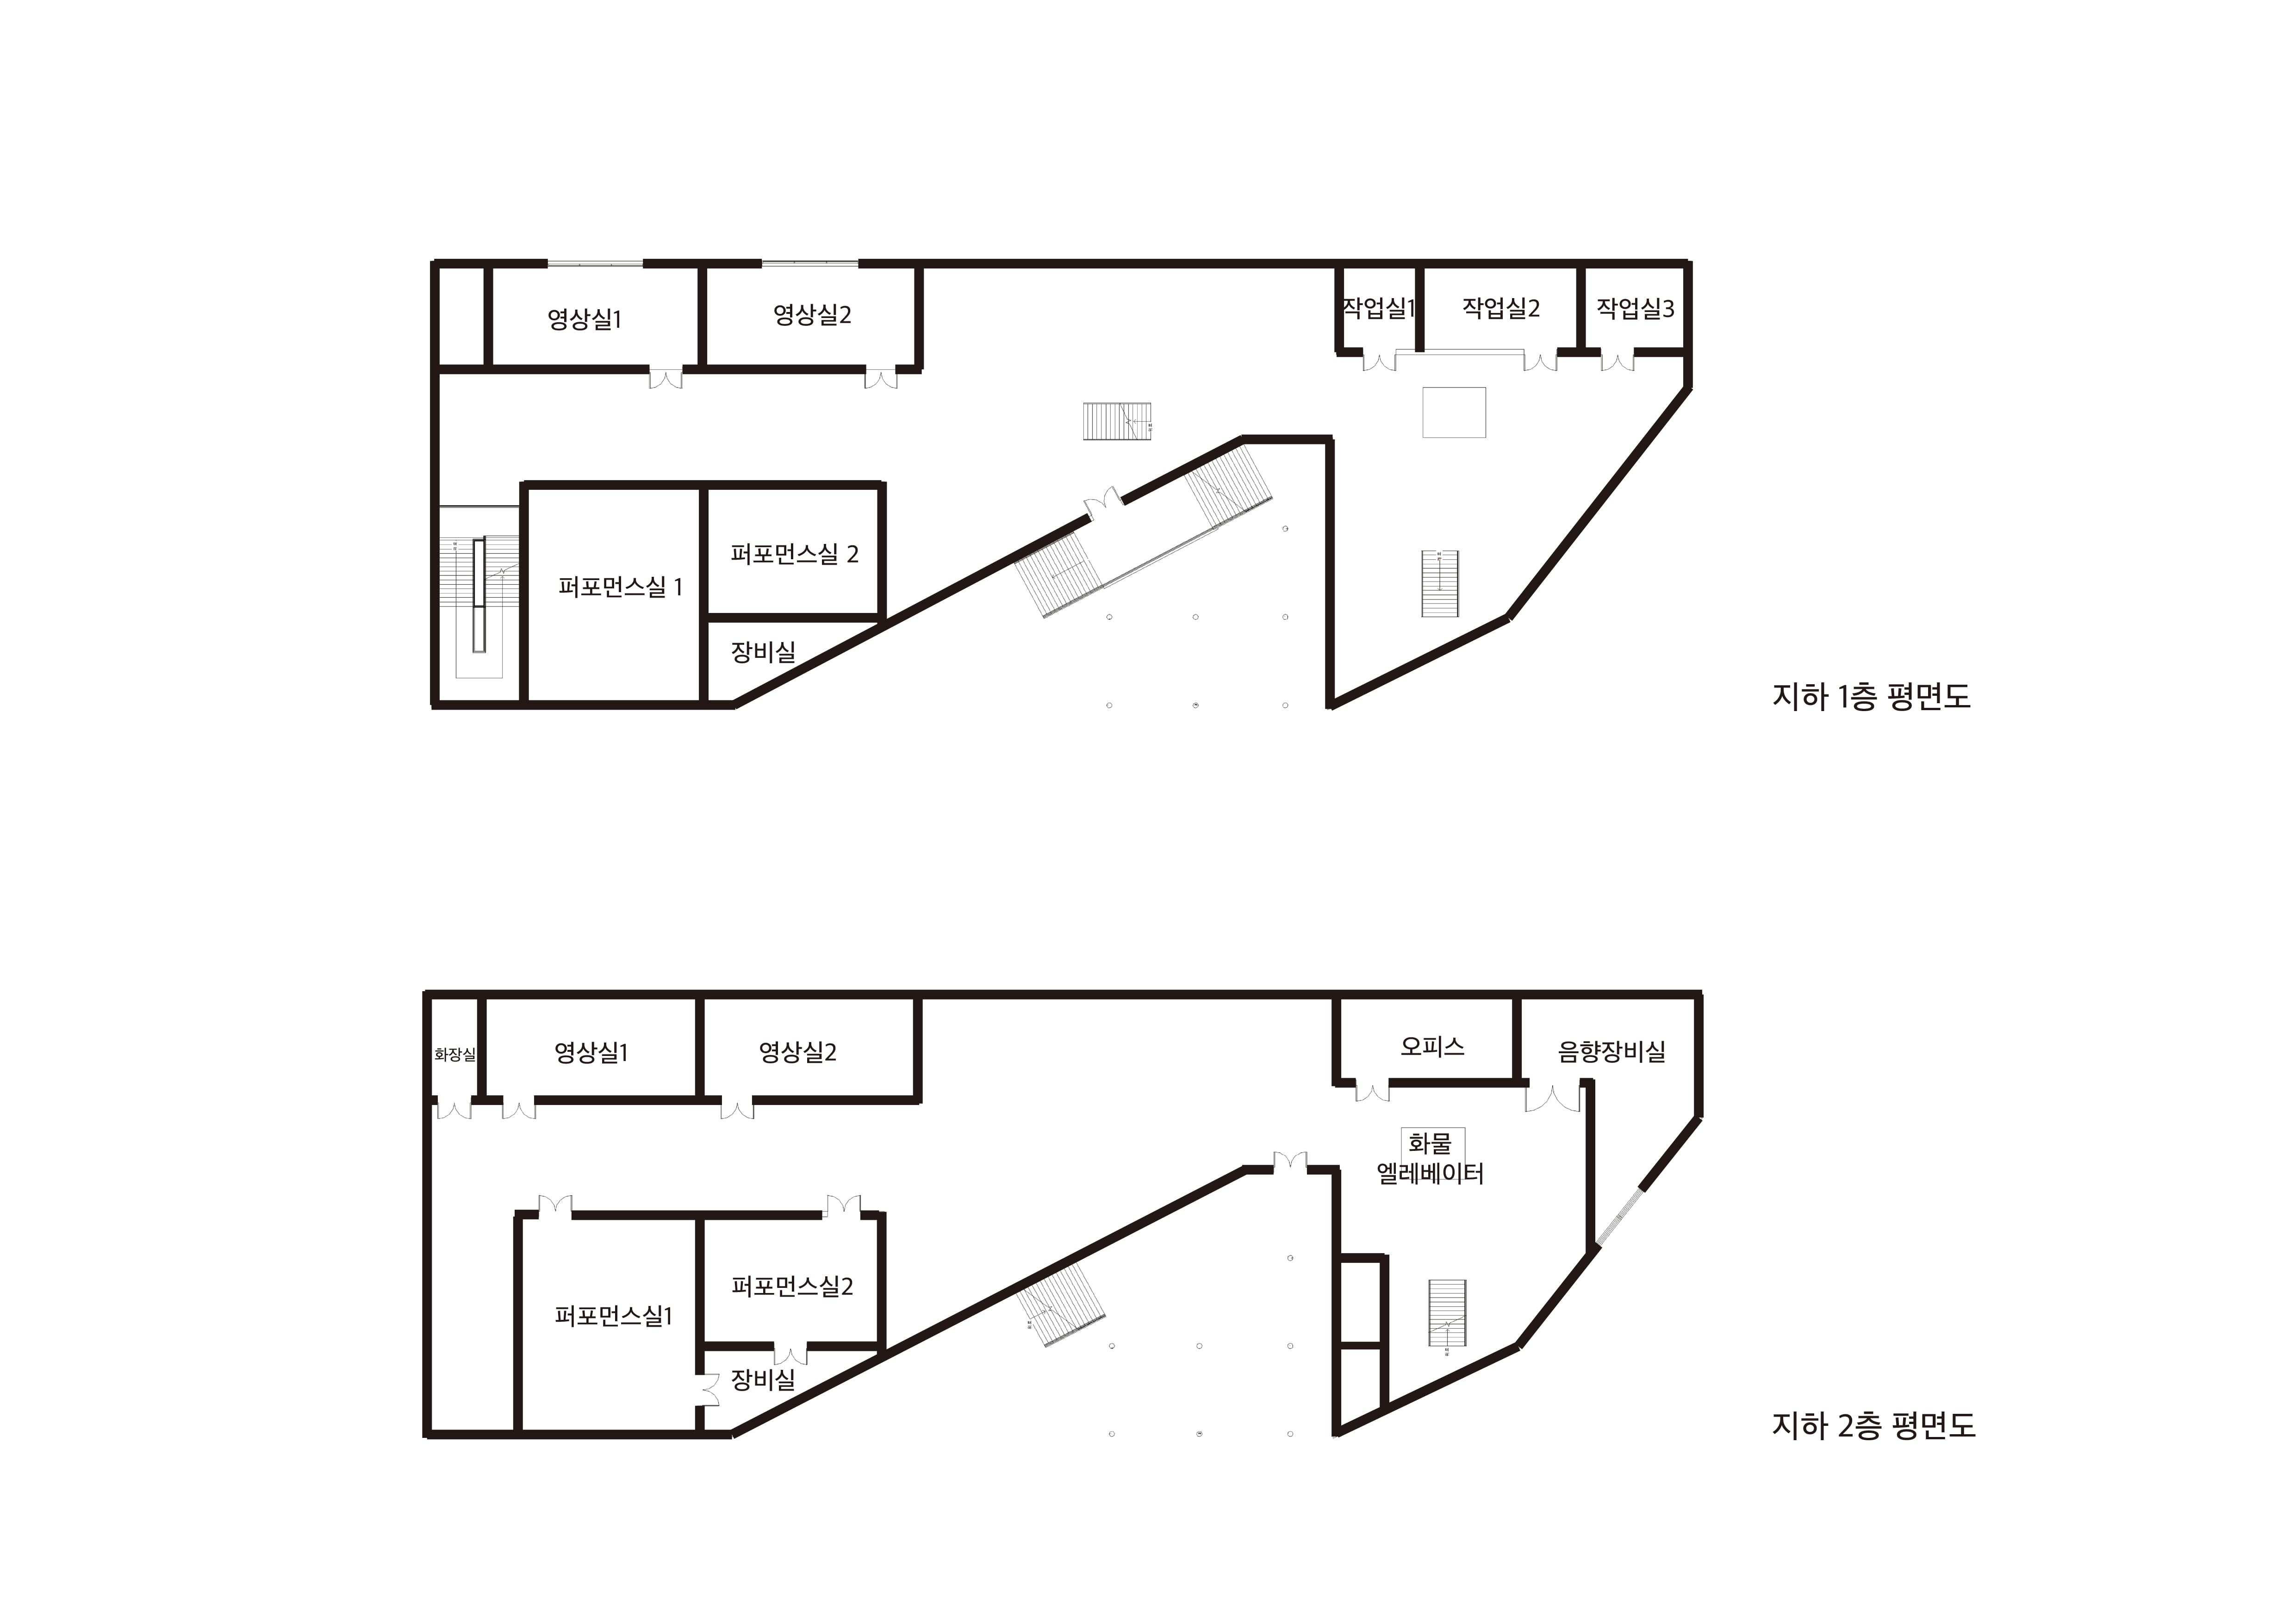 영상실1
영상실2
작업실1
작업실2
작업실3
퍼포먼스실 1
퍼포먼스실 2
장비실
지하 1층 평면도
화장실
영상실1
영상실2
오피스
음향장비실
화물
엘레베이터
퍼포먼스실1
퍼포먼스실2
장비실
지하 2층 평면도